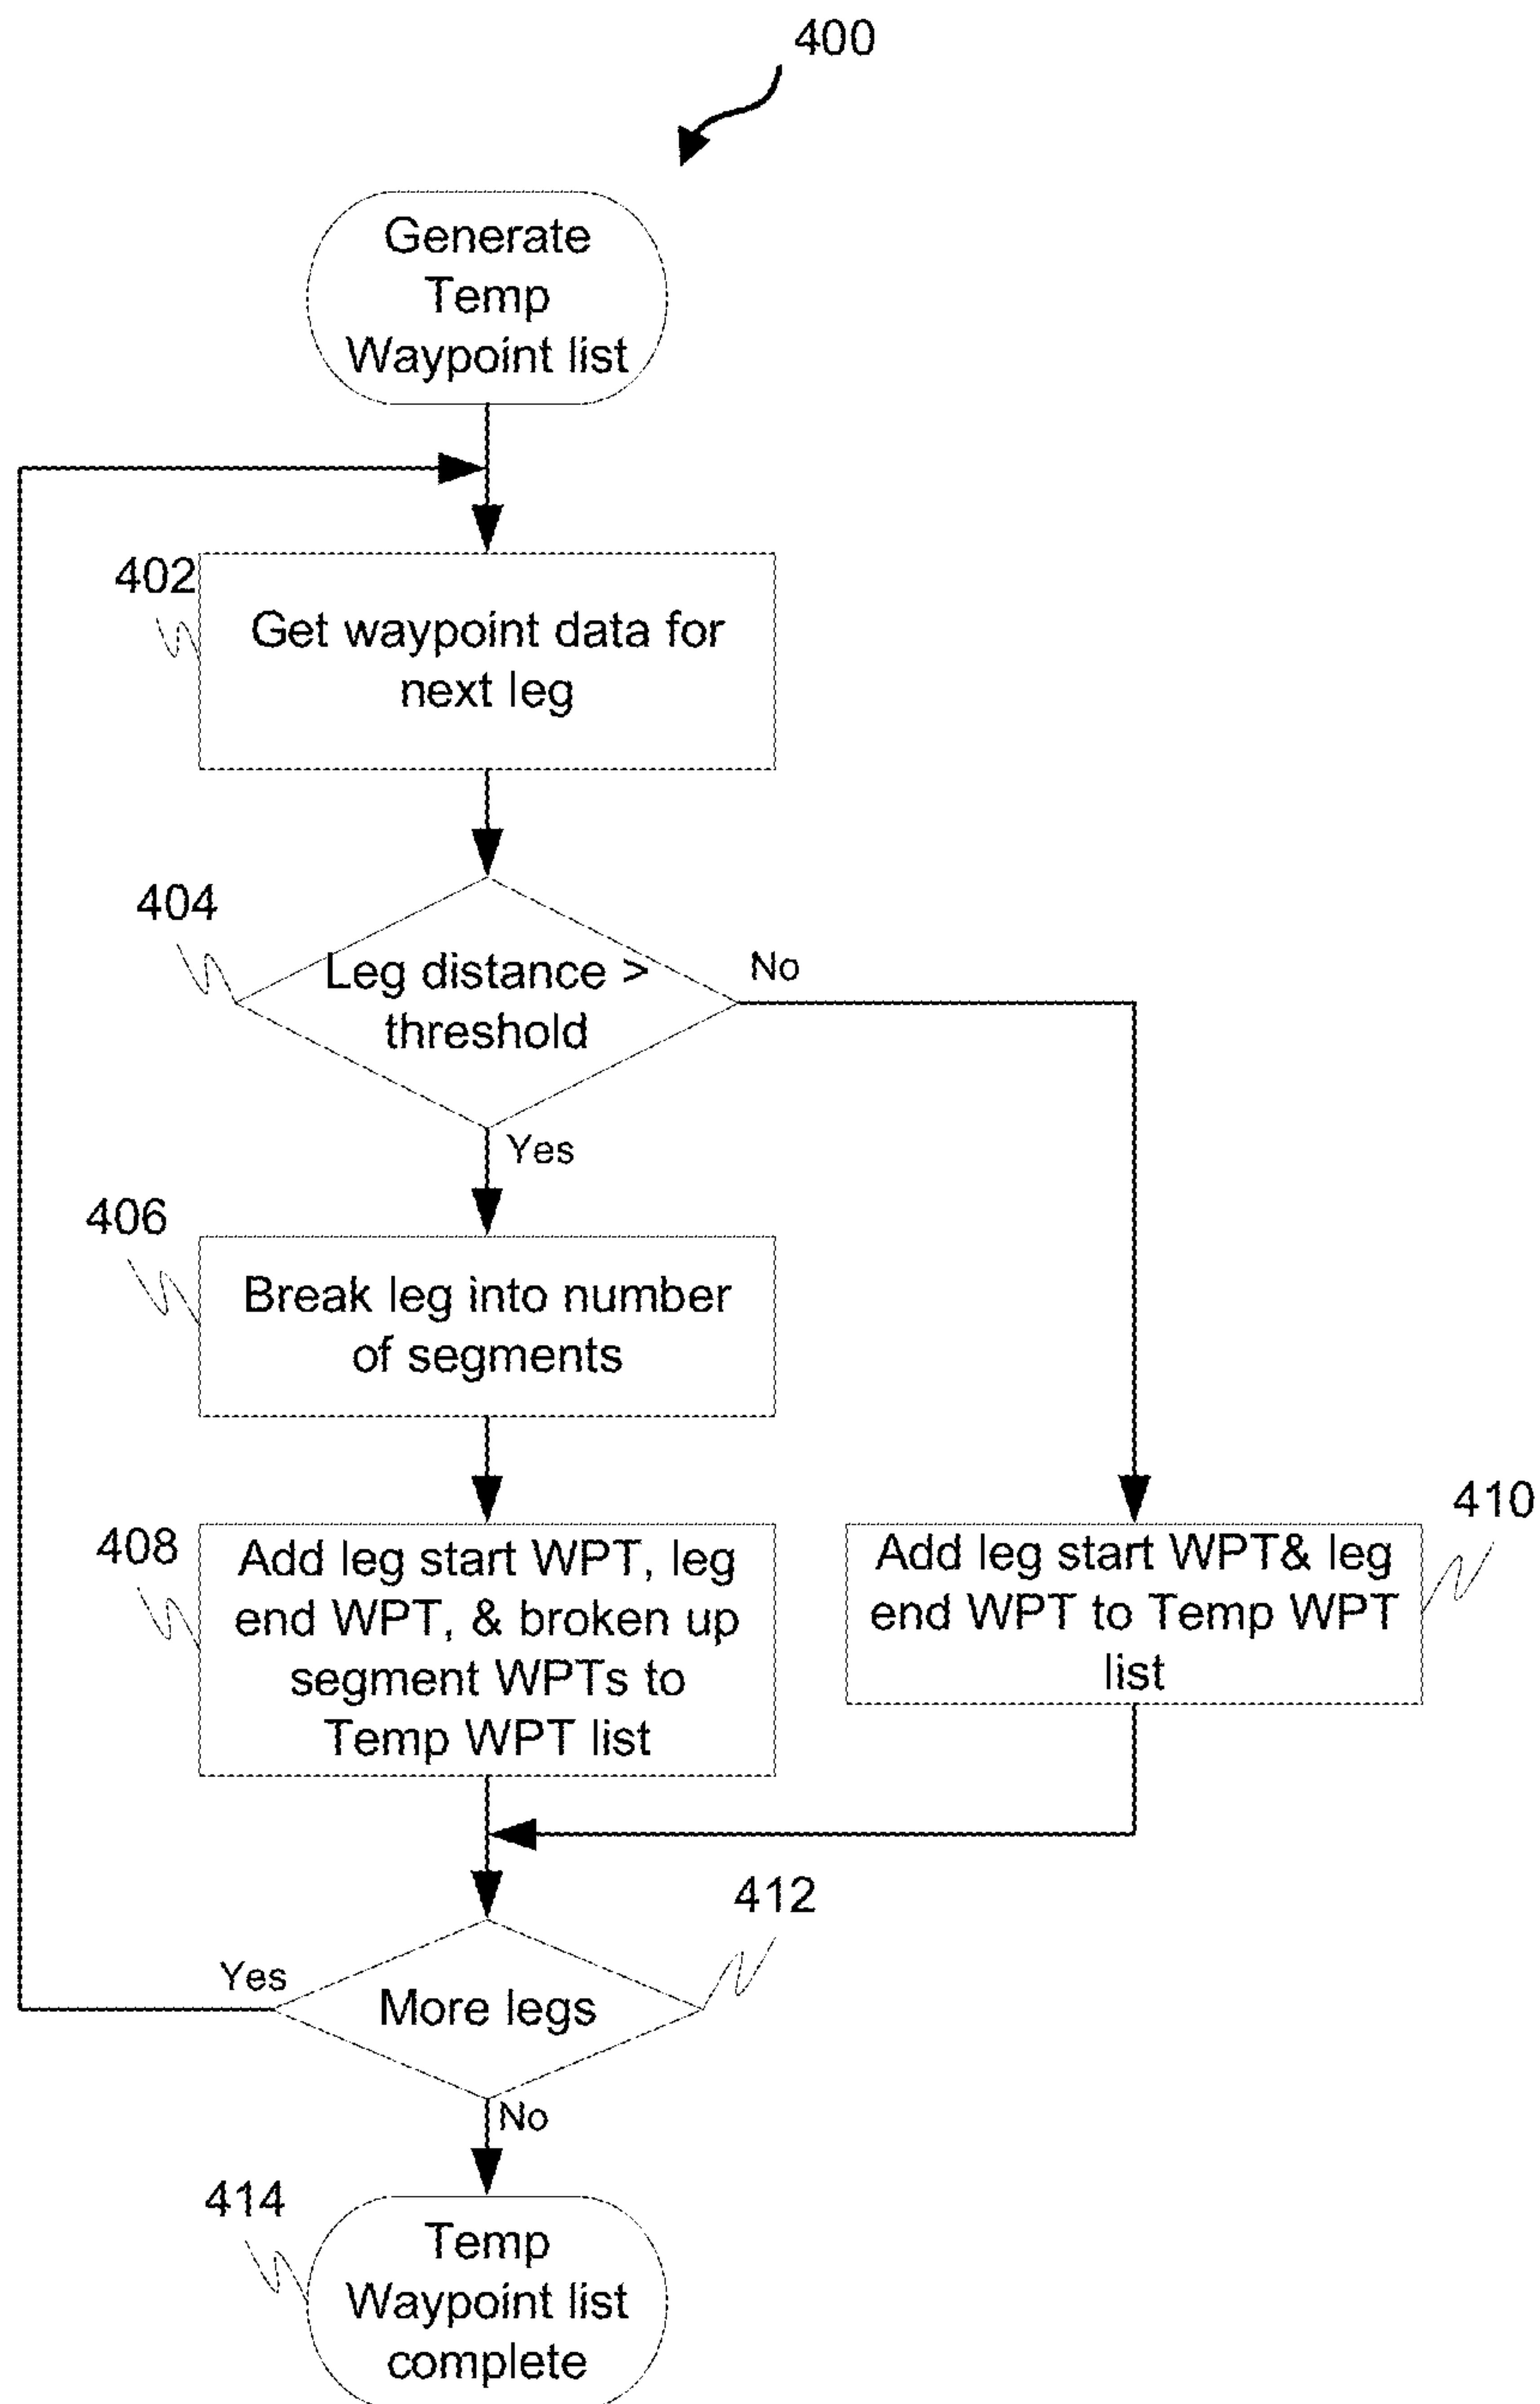 400
Generate
Temp
Waypoint list
402
Get waypoint data for
next leg
404
Leg distance >
threshold
No
Yes
406
Break leg into number
of segments
408
Add leg start WPT, leg
end WPT, & broken up
segment WPTs to
Temp WPT list
410
Add leg start WPT& leg
end WPT to Temp WPT
list
412
Yes
More legs
No
414
Temp
Waypoint list
complete